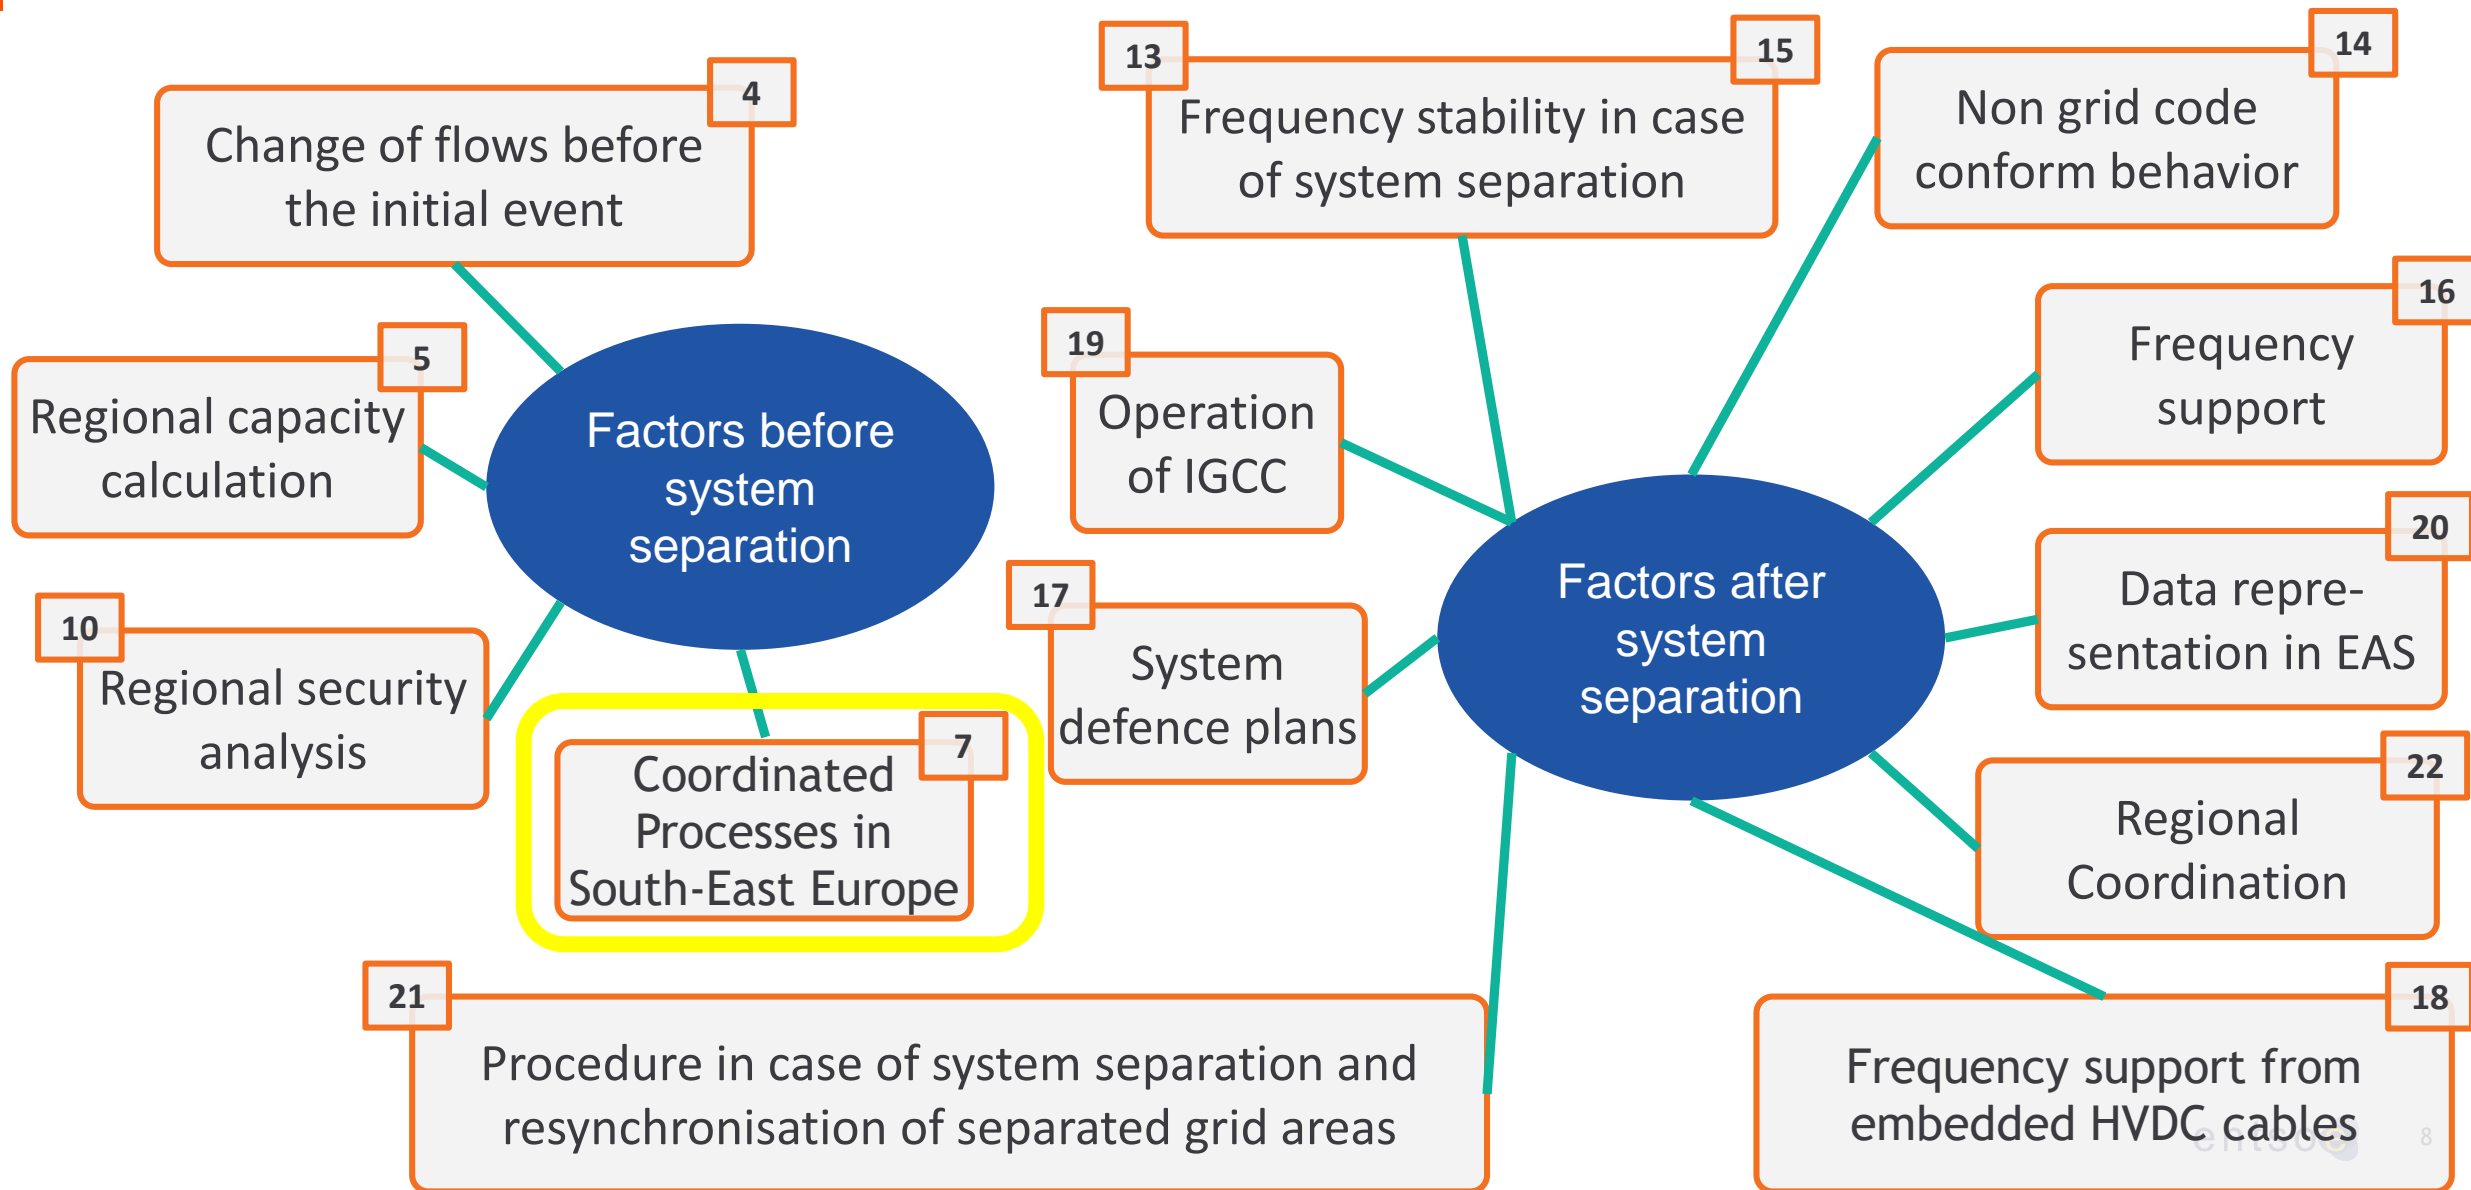 4
Change of flows before
the initial event
5
Regional capacity
calculation
10
Regional security
analysis
Factors before
system
separation
7
Coordinated
Processes in
South-East Europe
13
15
Frequency stability in case
of system separation
14
Non grid code
conform behavior
19
Operation
of IGCC
16
Frequency
support
17
System
defence plans
Factors after
system
separation
20
Data repre-
sentation in EAS
22
Regional
Coordination
21
Procedure in case of system separation and
resynchronisation of separated grid areas
18
Frequency support from
embedded HVDC cables
entsoe
8